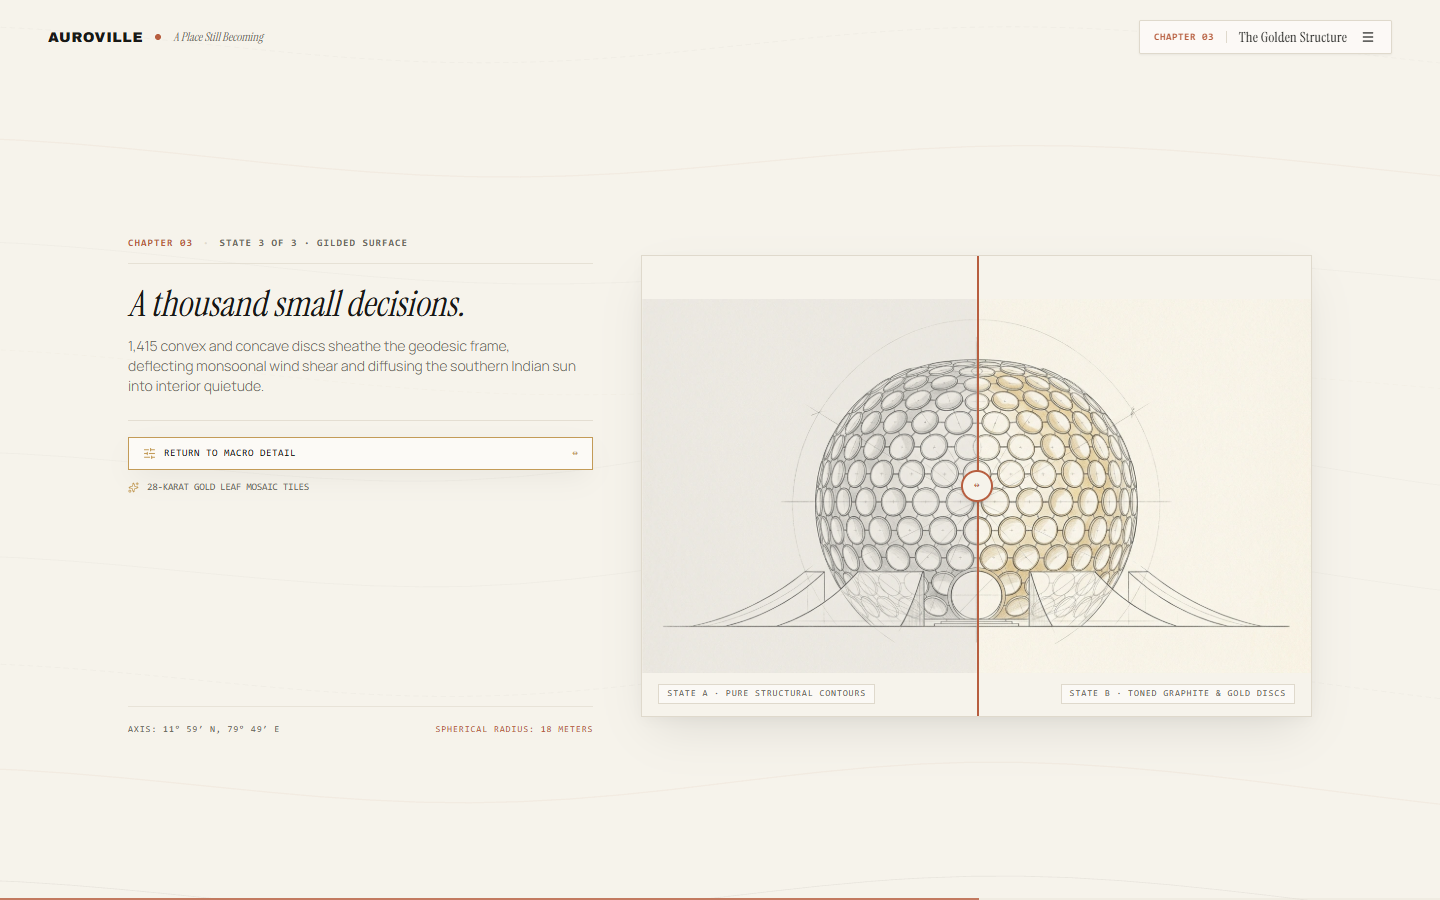 AUROVILLE • A Place Still Becoming
CHAPTER 03 | The Golden Structure
CHAPTER 03 · STATE 3 OF 3 · GILDED SURFACE
A thousand small decisions.
1,415 convex and concave discs sheathe the geodesic frame,
deflecting monsoonal wind shear and diffusing the southern Indian sun
into interior quietude.
RETURN TO MACRO DETAIL
28-KARAT GOLD LEAF MOSAIC TILES
STATE A · PURE STRUCTURAL CONTOURS
STATE B · TONED GRAPHITE & GOLD DISCS
AXIS: 11° 59′ N, 79° 49′ E
SPHERICAL RADIUS: 18 METERS